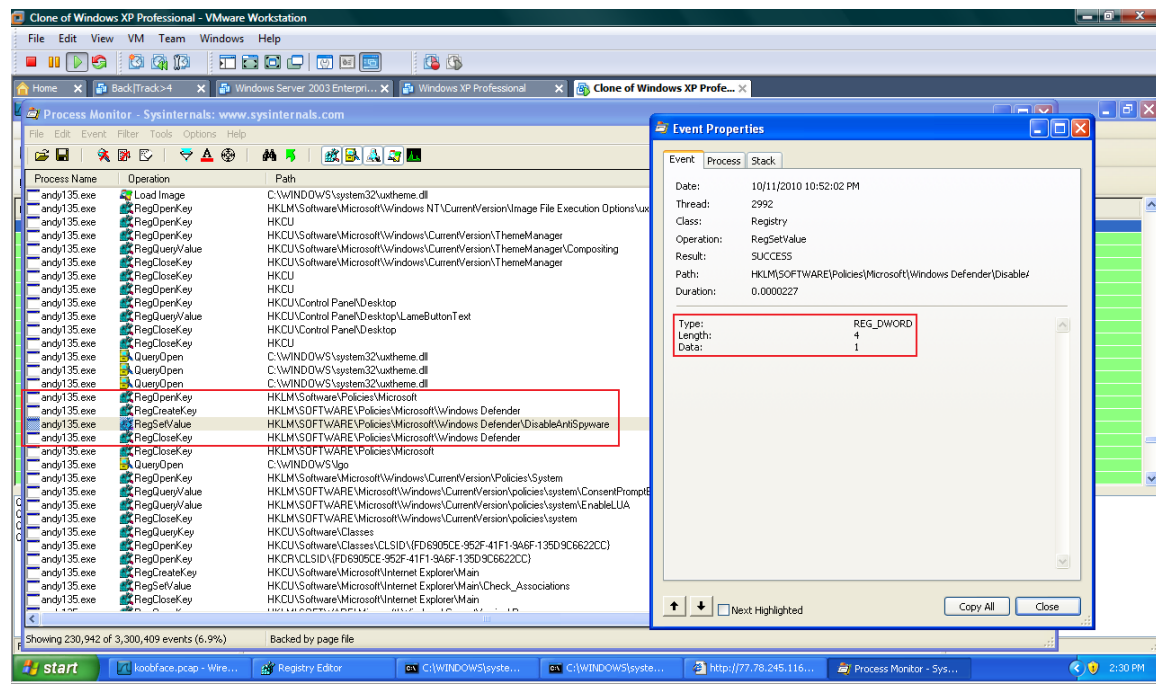 Clone of Windows XP Professional - VMware Workstation
File Edit View VM Team Windows Help
Home Back|Track>4 Windows Server 2003 Enterpri... Windows XP Professional Clone of Windows XP Profe...
Process Monitor - Sysinternals: www.sysinternals.com
File Edit Event Filter Tools Options Help
Process Name Operation Path
andy135.exe Load Image C:\WINDOWS\system32\uxtheme.dll
andy135.exe RegOpenKey HKLM\Software\Microsoft\Windows NT\CurrentVersion\Image File Execution Options\ux
andy135.exe RegOpenKey HKCU
andy135.exe RegOpenKey HKCU\Software\Microsoft\Windows\CurrentVersion\ThemeManager
andy135.exe RegQueryValue HKCU\Software\Microsoft\Windows\CurrentVersion\ThemeManager\Compositing
andy135.exe RegCloseKey HKCU\Software\Microsoft\Windows\CurrentVersion\ThemeManager
andy135.exe RegCloseKey HKCU
andy135.exe RegOpenKey HKCU
andy135.exe RegOpenKey HKCU\Control Panel\Desktop
andy135.exe RegQueryValue HKCU\Control Panel\Desktop\LameButtonText
andy135.exe RegCloseKey HKCU\Control Panel\Desktop
andy135.exe RegCloseKey HKCU
andy135.exe QueryOpen C:\WINDOWS\system32\uxtheme.dll
andy135.exe QueryOpen C:\WINDOWS\system32\uxtheme.dll
andy135.exe QueryOpen C:\WINDOWS\system32\uxtheme.dll
andy135.exe RegOpenKey HKLM\Software\Policies\Microsoft
andy135.exe RegCreateKey HKLM\SOFTWARE\Policies\Microsoft\Windows Defender
andy135.exe RegSetValue HKLM\SOFTWARE\Policies\Microsoft\Windows Defender\DisableAntiSpyware
andy135.exe RegCloseKey HKLM\SOFTWARE\Policies\Microsoft\Windows Defender
andy135.exe RegCloseKey HKLM\SOFTWARE\Policies\Microsoft
andy135.exe QueryOpen C:\WINDOWS\lgo
andy135.exe RegOpenKey HKLM\Software\Microsoft\Windows\CurrentVersion\Policies\System
andy135.exe RegQueryValue HKLM\SOFTWARE\Microsoft\Windows\CurrentVersion\policies\system\ConsentPromptB
andy135.exe RegQueryValue HKLM\SOFTWARE\Microsoft\Windows\CurrentVersion\policies\system\EnableLUA
andy135.exe RegCloseKey HKLM\SOFTWARE\Microsoft\Windows\CurrentVersion\policies\system
andy135.exe RegQueryKey HKCU\Software\Classes
andy135.exe RegOpenKey HKCU\Software\Classes\CLSID\{FD6905CE-952F-41F1-9A6F-135D9C6622CC}
andy135.exe RegOpenKey HKCR\CLSID\{FD6905CE-952F-41F1-9A6F-135D9C6622CC}
andy135.exe RegCreateKey HKCU\Software\Microsoft\Internet Explorer\Main
andy135.exe RegSetValue HKCU\Software\Microsoft\Internet Explorer\Main\Check_Associations
andy135.exe RegCloseKey HKCU\Software\Microsoft\Internet Explorer\Main
Showing 230,942 of 3,300,409 events (6.9%) Backed by page file
Event Properties
Event Process Stack
Date: 10/11/2010 10:52:02 PM
Thread: 2992
Class: Registry
Operation: RegSetValue
Result: SUCCESS
Path: HKLM\SOFTWARE\Policies\Microsoft\Windows Defender\Disable
Duration: 0.0000227
Type: REG_DWORD
Length: 4
Data: 1
Next Highlighted Copy All Close
start koobface.pcap - Wire... Registry Editor C:\WINDOWS\syste... C:\WINDOWS\syste... http://77.78.245.116... Process Monitor - Sys... 2:30 PM